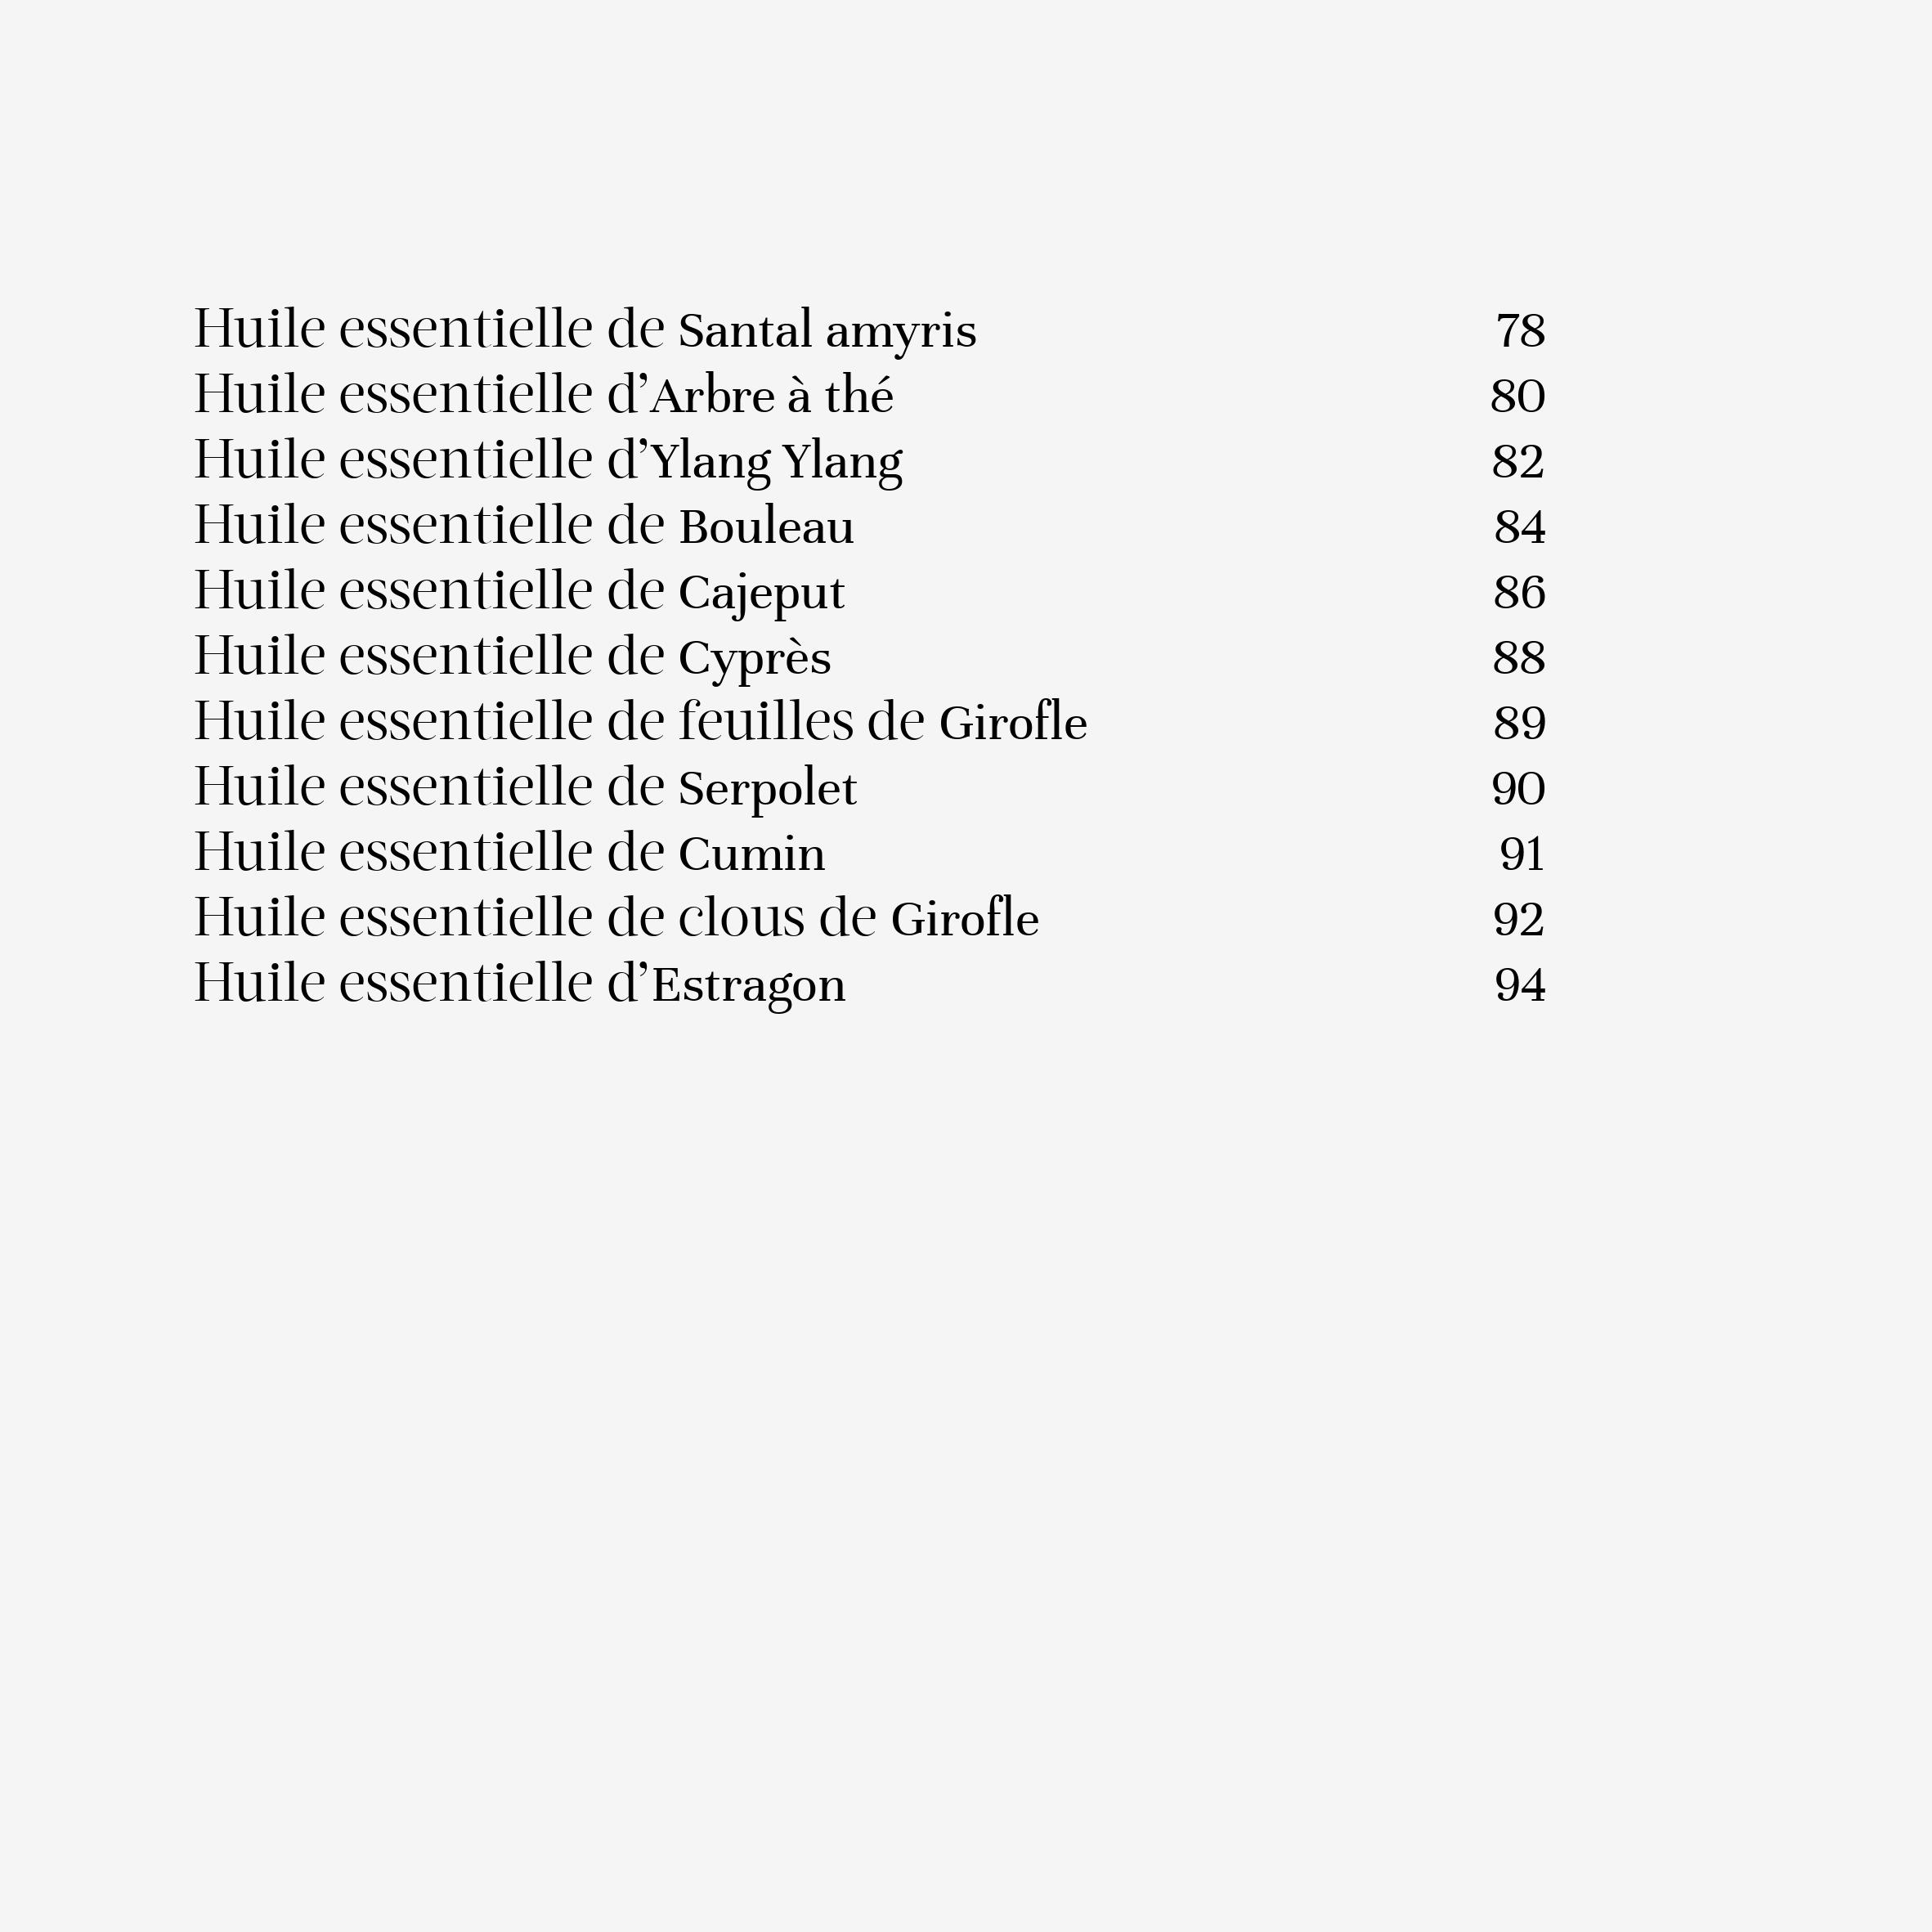 Huile essentielle de Santal amyris 78
Huile essentielle d’Arbre à thé 80
Huile essentielle d’Ylang Ylang 82
Huile essentielle de Bouleau 84
Huile essentielle de Cajeput 86
Huile essentielle de Cyprès 88
Huile essentielle de feuilles de Girofle 89
Huile essentielle de Serpolet 90
Huile essentielle de Cumin 91
Huile essentielle de clous de Girofle 92
Huile essentielle d’Estragon 94